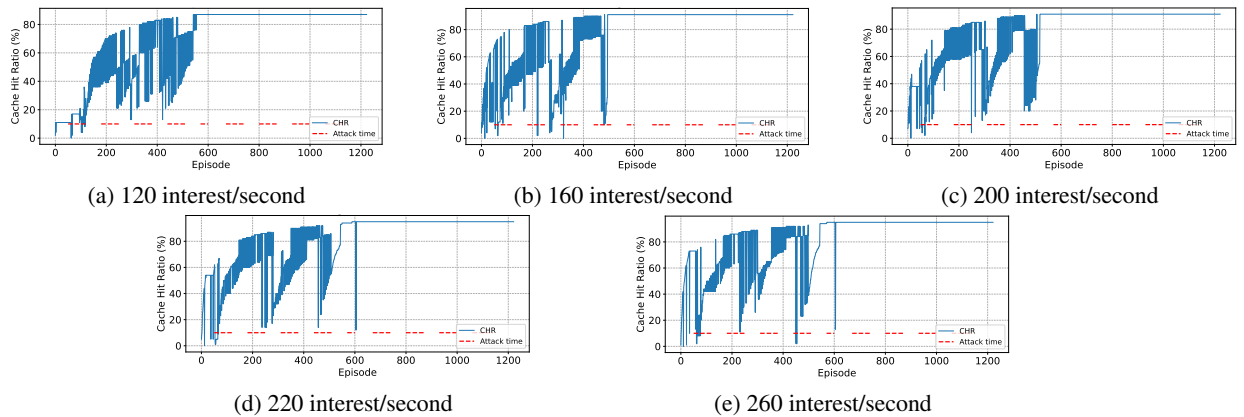 Cache Hit Ratio (%)
80
60
40
20
0
0 200 400 600 800 1000 1200
Episode
CHR
Attack time
(a) 120 interest/second
Cache Hit Ratio (%)
80
60
40
20
0
0 200 400 600 800 1000 1200
Episode
CHR
Attack time
(b) 160 interest/second
Cache Hit Ratio (%)
80
60
40
20
0
0 200 400 600 800 1000 1200
Episode
CHR
Attack time
(c) 200 interest/second
Cache Hit Ratio (%)
80
60
40
20
0
0 200 400 600 800 1000 1200
Episode
CHR
Attack time
(d) 220 interest/second
Cache Hit Ratio (%)
80
60
40
20
0
0 200 400 600 800 1000 1200
Episode
CHR
Attack time
(e) 260 interest/second